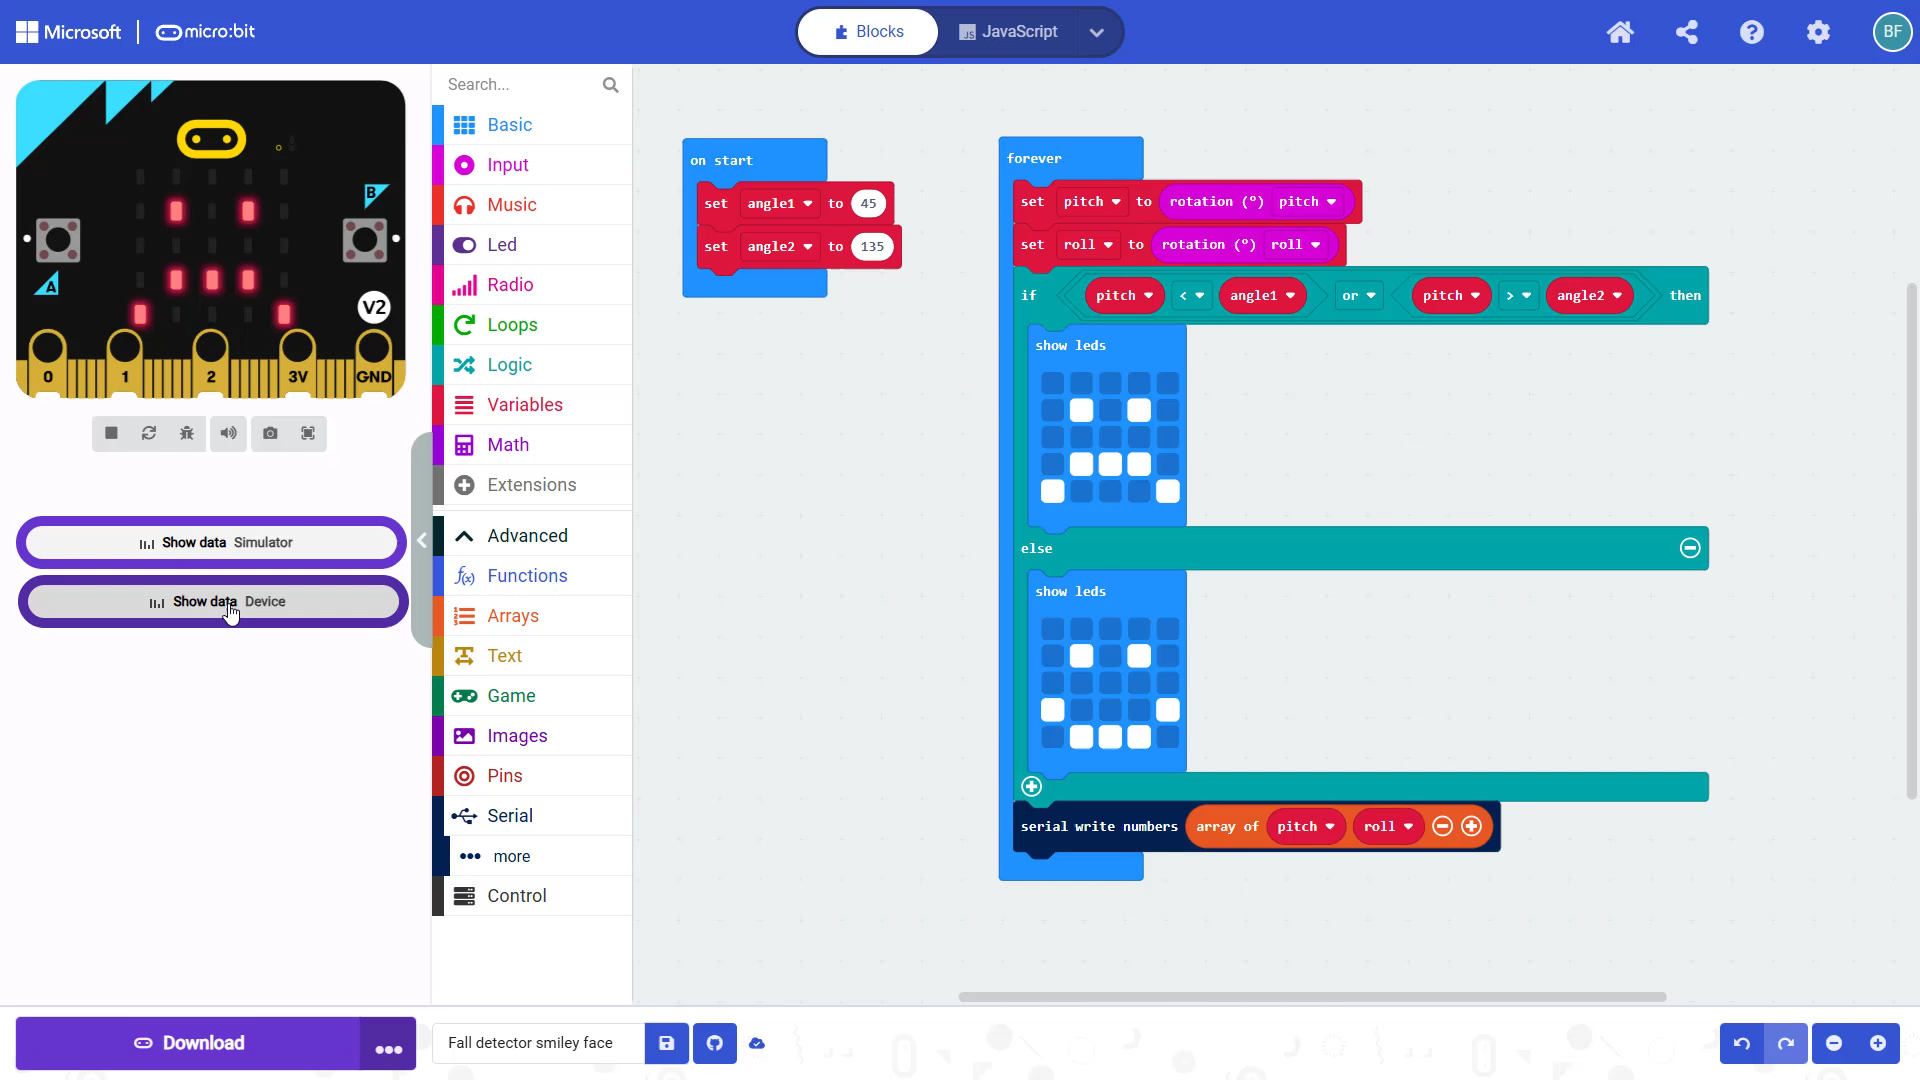 Microsoft
micro:bit
Blocks
JS JavaScript
BF
Search...
Basic
Input
Music
Led
Radio
Loops
Logic
Variables
Math
Extensions
Advanced
f(x) Functions
Arrays
Text
Game
Images
Pins
Serial
more
Control
B
A
V2
0 1 2 3V GND
Show data Simulator
Show data Device
on start
set angle1 to 45
set angle2 to 135
forever
set pitch to rotation (º) pitch
set roll to rotation (º) roll
if pitch < angle1 or pitch > angle2 then
show leds
else
show leds
serial write numbers array of pitch roll
Download
Fall detector smiley face